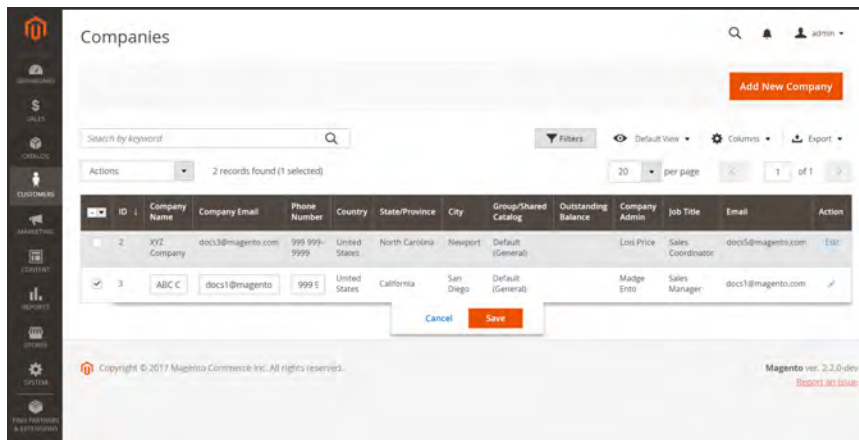 Companies
admin
DASHBOARD
SALES
CATALOG
CUSTOMERS
MARKETING
CONTENT
REPORTS
STORES
SYSTEM
FIND PARTNERS
& EXTENSIONS
Add New Company
Search by keyword
Filters
Default View
Columns
Export
Actions
2 records found (1 selected)
20 per page
1 of 1
ID Company Name Company Email Phone Number Country State/Province City Group/Shared Catalog Outstanding Balance Company Admin Job Title Email Action
2 XYZ Company docs3@magento.com 999 999-9999 United States North Carolina Newport Default (General) Lois Price Sales Coordinator docs5@magento.com Edit
3 ABC C docs1@magento 999 9 United States California San Diego Default (General) Madge Ento Sales Manager docs1@magento.com
Cancel Save
Copyright © 2017 Magento Commerce Inc. All rights reserved.
Magento ver. 2.2.0-dev
Report an Issue